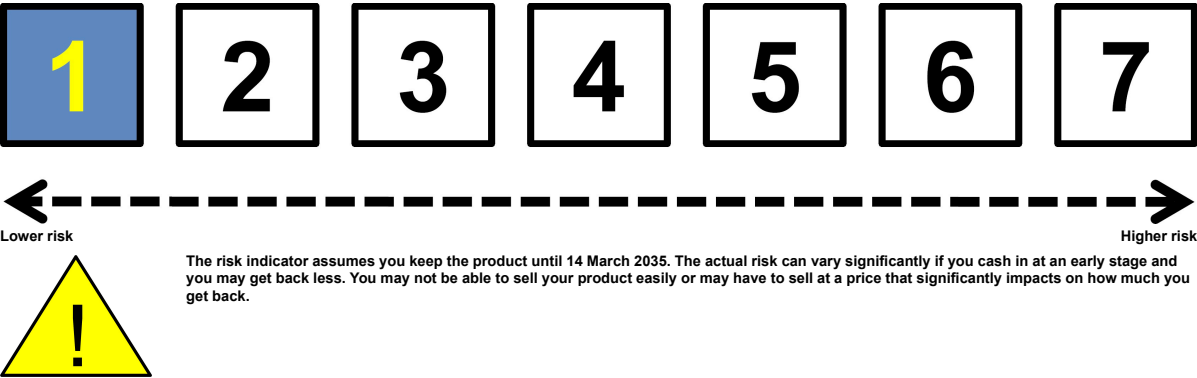 1 2 3 4 5 6 7
Lower risk Higher risk
The risk indicator assumes you keep the product until 14 March 2035. The actual risk can vary significantly if you cash in at an early stage and
you may get back less. You may not be able to sell your product easily or may have to sell at a price that significantly impacts on how much you
get back.
!